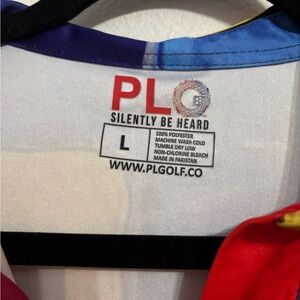 PLG
SILENTLY BE HEARD
L
100% POLYESTER
MACHINE WASH COLD
TUMBLE DRY LOW
NON-CHLORINE BLEACH
MADE IN PAKISTAN
WWW.PLGOLF.CO